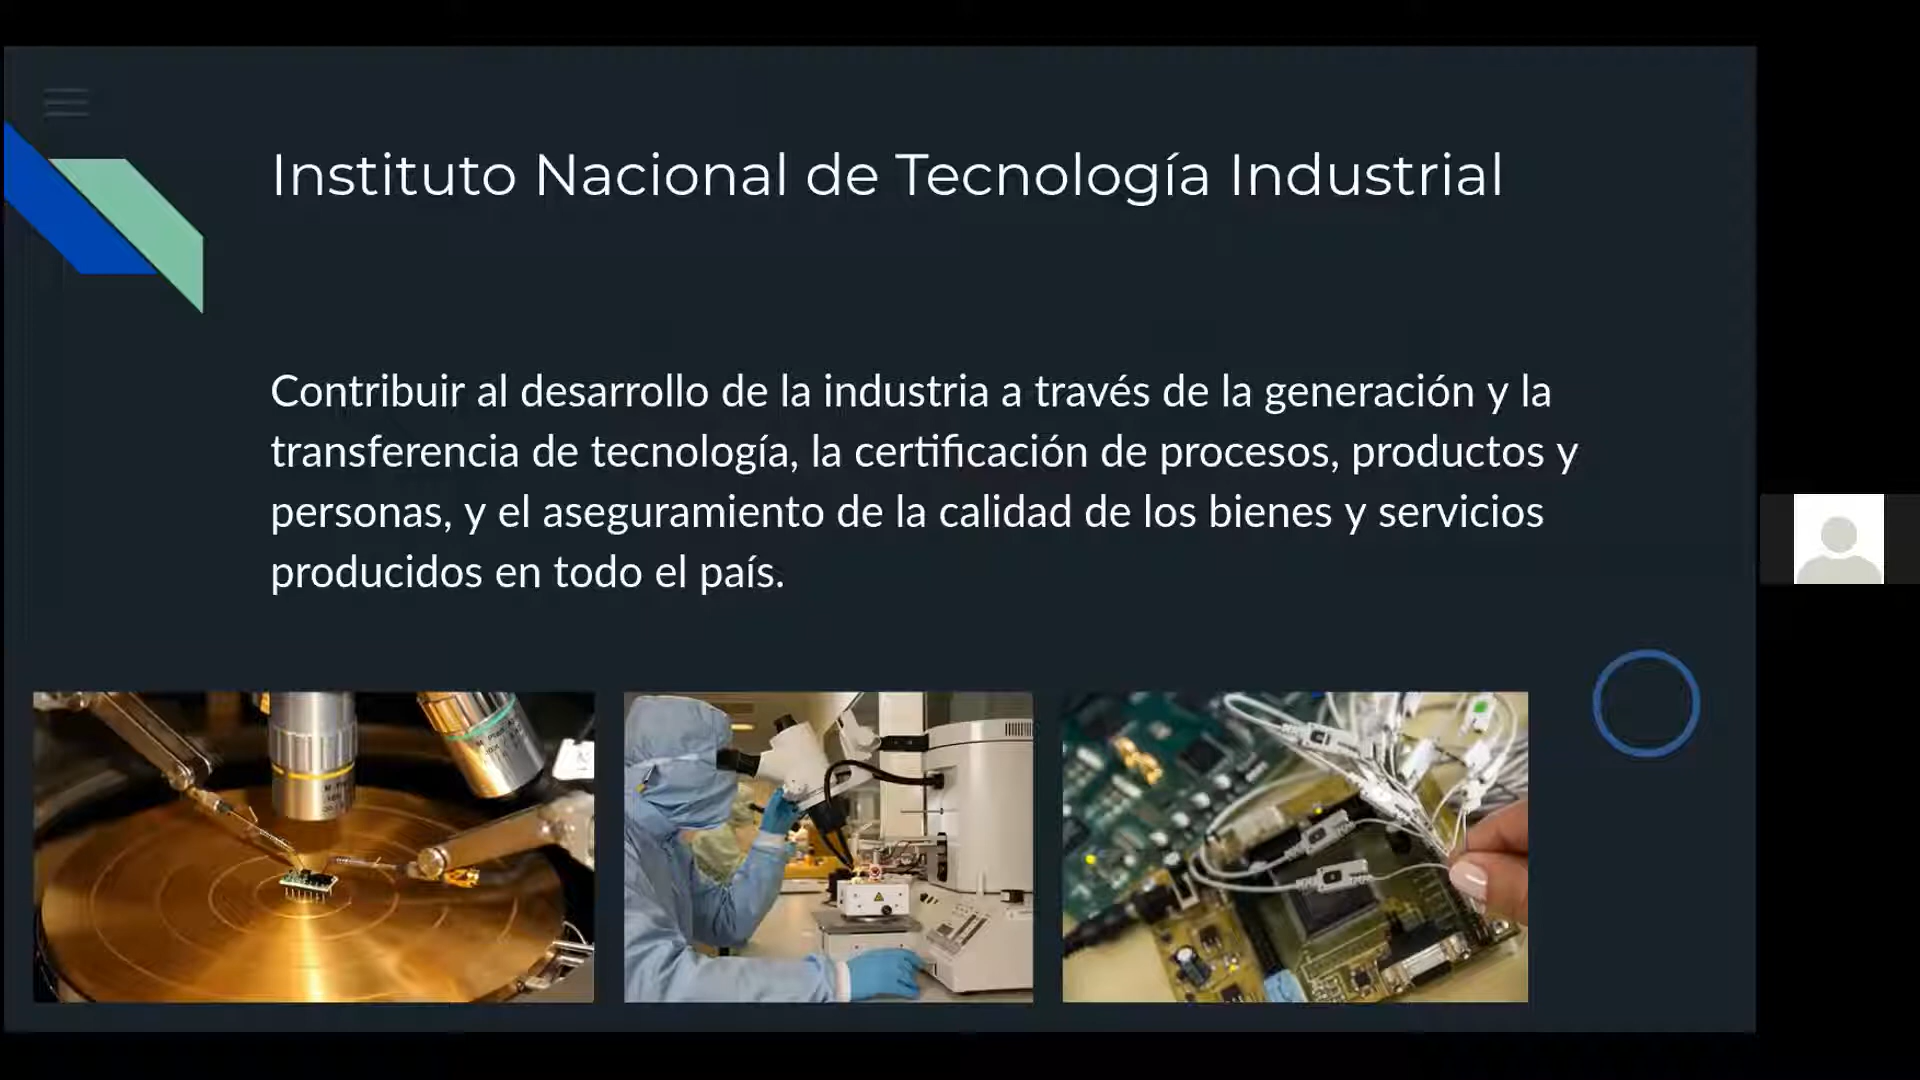 Instituto Nacional de Tecnología Industrial
Contribuir al desarrollo de la industria a través de la generación y la
transferencia de tecnología, la certificación de procesos, productos y
personas, y el aseguramiento de la calidad de los bienes y servicios
producidos en todo el país.